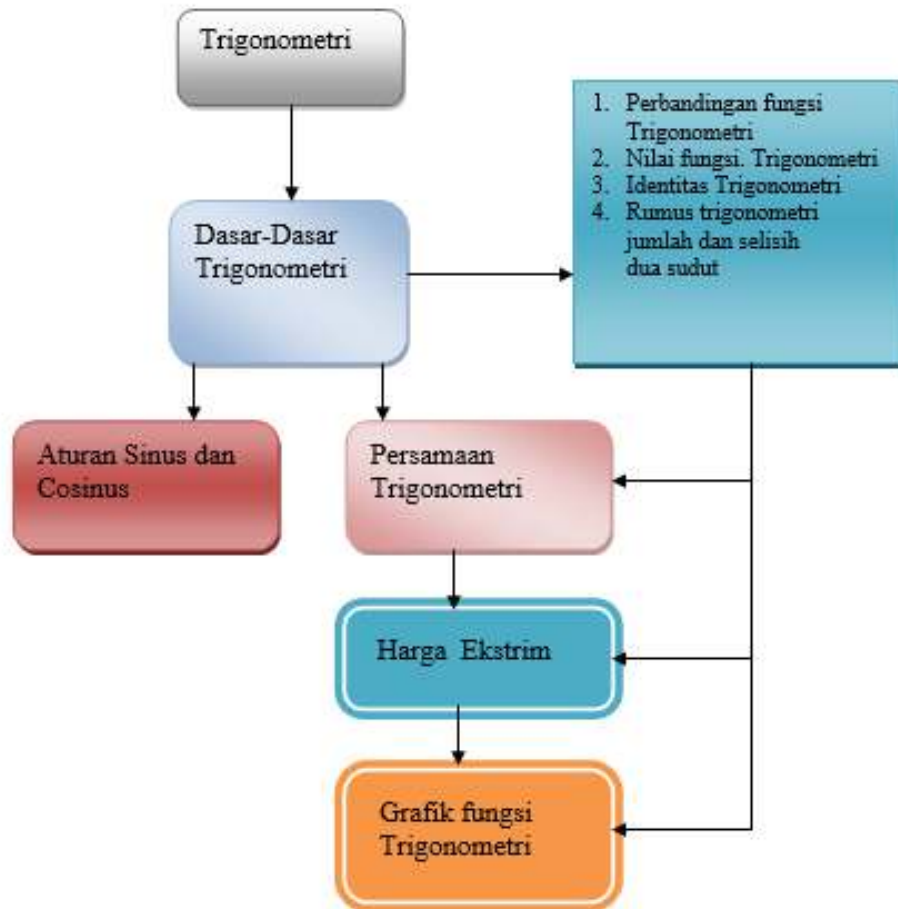 Trigonometri
1. Perbandingan fungsi
Trigonometri
2. Nilai fungsi. Trigonometri
3. Identitas Trigonometri
4. Rumus trigonometri
jumlah dan selisih
dua sudut
Dasar-Dasar
Trigonometri
Aturan Sinus dan
Cosinus
Persamaan
Trigonometri
Harga Ekstrim
Grafik fungsi
Trigonometri